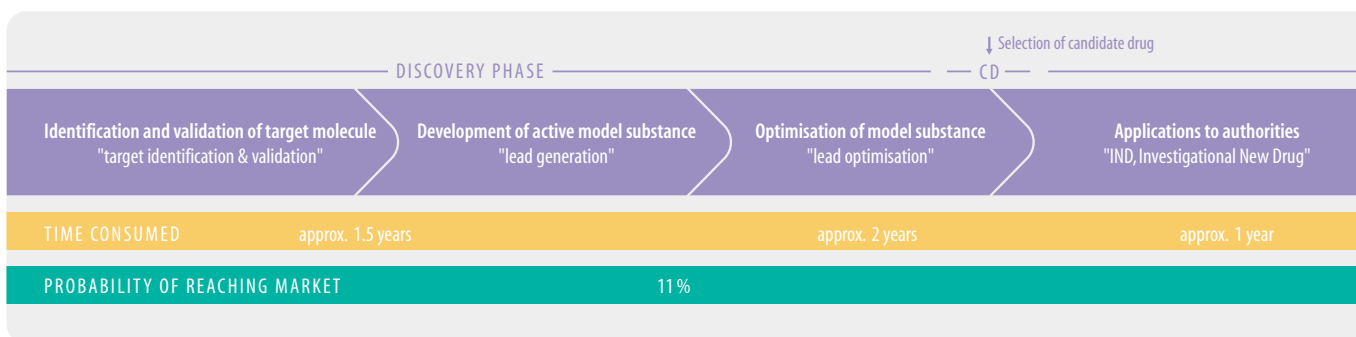 Selection of candidate drug
DISCOVERY PHASE
CD
Identification and validation of target molecule
"target identification & validation"
Development of active model substance
"lead generation"
Optimisation of model substance
"lead optimisation"
Applications to authorities
"IND, Investigational New Drug"
TIME CONSUMED approx. 1.5 years approx. 2 years approx. 1 year
PROBABILITY OF REACHING MARKET 11 %